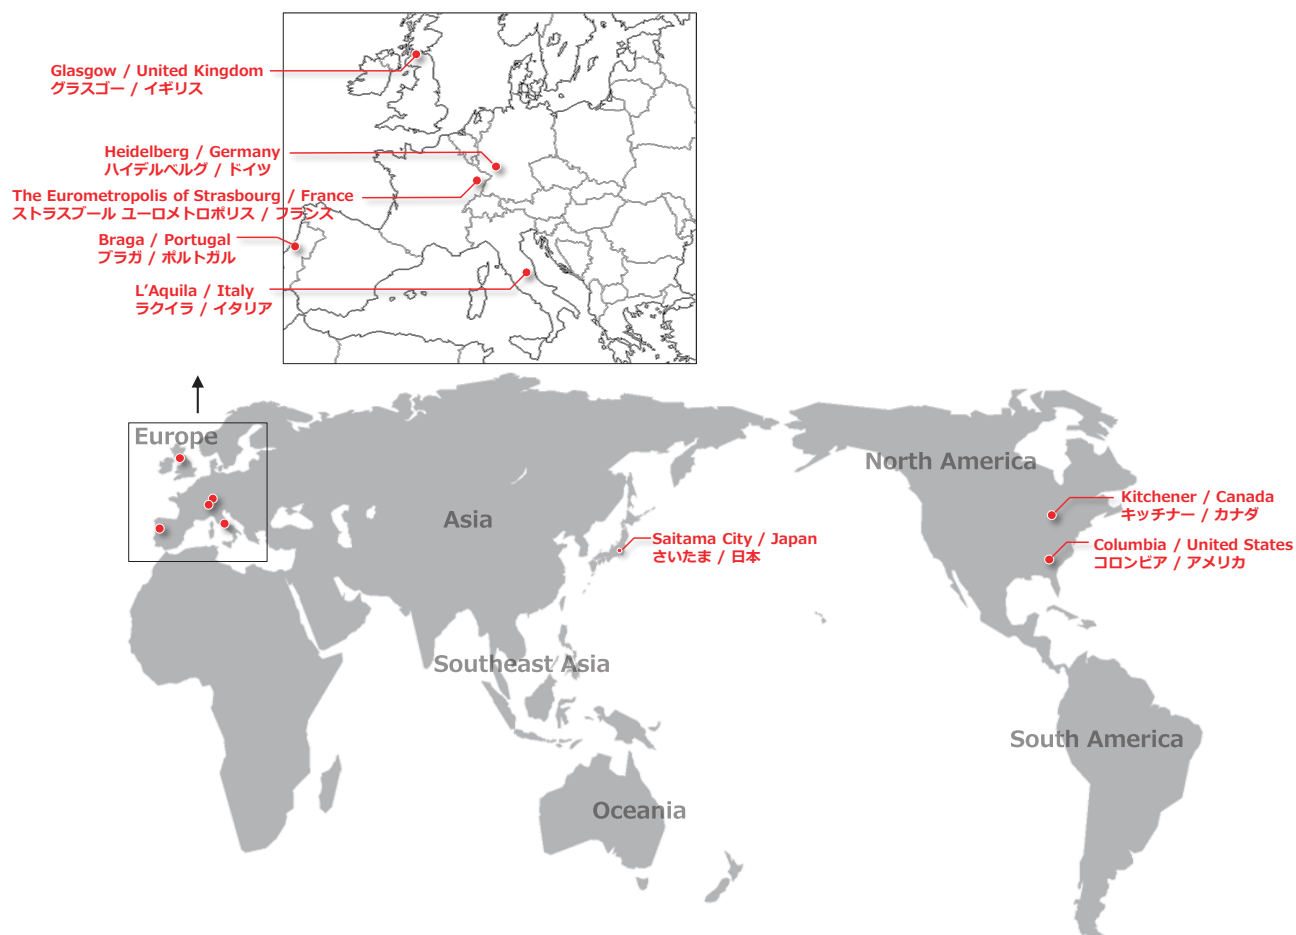 Glasgow / United Kingdom
グラスゴー / イギリス
Heidelberg / Germany
ハイデルベルグ / ドイツ
The Eurometropolis of Strasbourg / France
ストラスブール ユーロメトロポリス / フランス
Braga / Portugal
ブラガ / ポルトガル
L’Aquila / Italy
ラクイラ / イタリア
Europe
North America
Asia
Kitchener / Canada
キッチナー / カナダ
Saitama City / Japan
さいたま / 日本
Columbia / United States
コロンビア / アメリカ
Southeast Asia
South America
Oceania